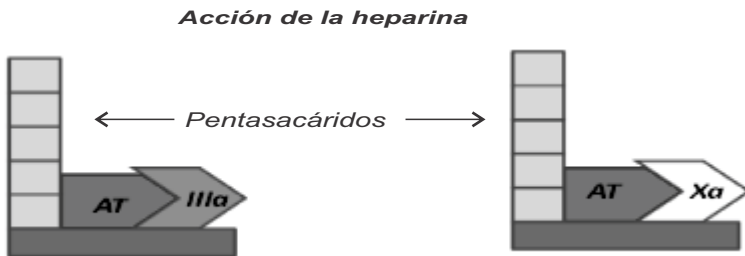 Acción de la heparina
Pentasacáridos
AT IIIa
AT Xa